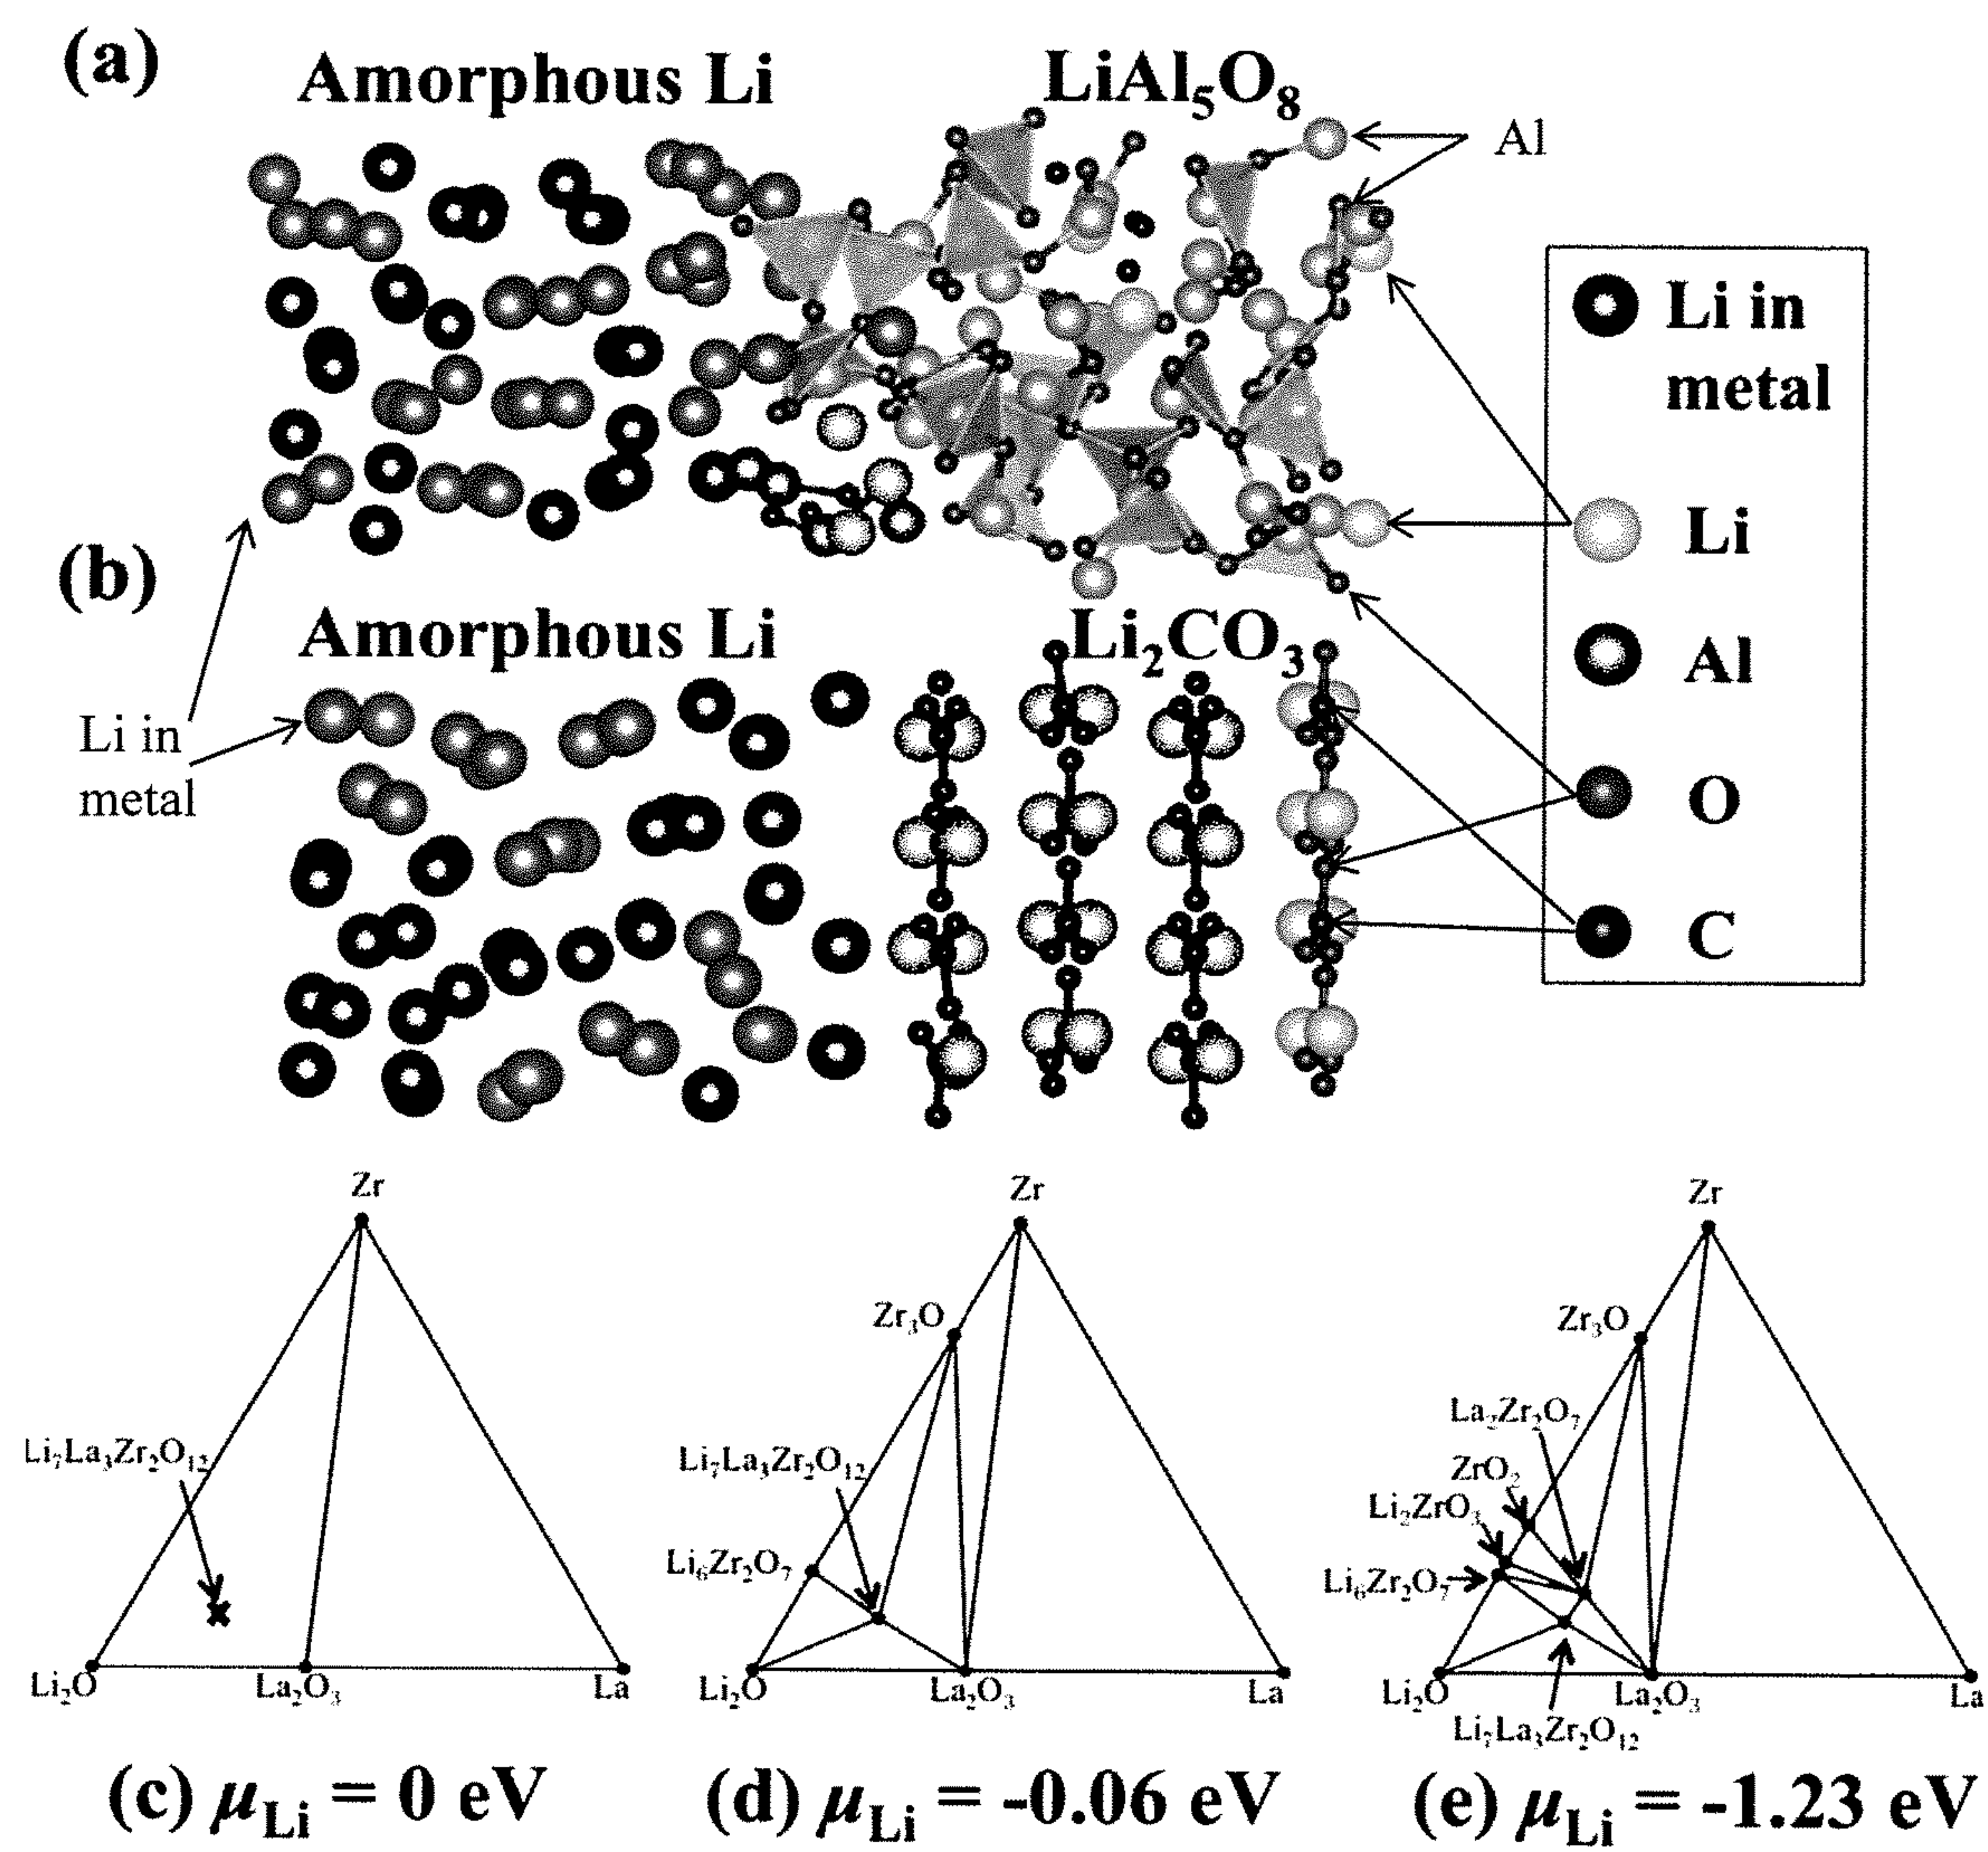 (a)
Amorphous Li
LiAl₅O₈
Al
Li in
metal
Li
Al
O
C
(b)
Amorphous Li
Li₂CO₃
Li in
metal
Zr
Li₇La₃Zr₂O₁₂
Li₂O
La₂O₃
La
(c) μLi = 0 eV
Zr
Zr₃O
Li₇La₃Zr₂O₁₂
Li₆Zr₂O₇
Li₂O
La₂O₃
La
(d) μLi = -0.06 eV
Zr
Zr₃O
La₂Zr₂O₇
ZrO₂
Li₂ZrO₃
Li₆Zr₂O₇
Li₂O
La₂O₃
La
Li₇La₃Zr₂O₁₂
(e) μLi = -1.23 eV